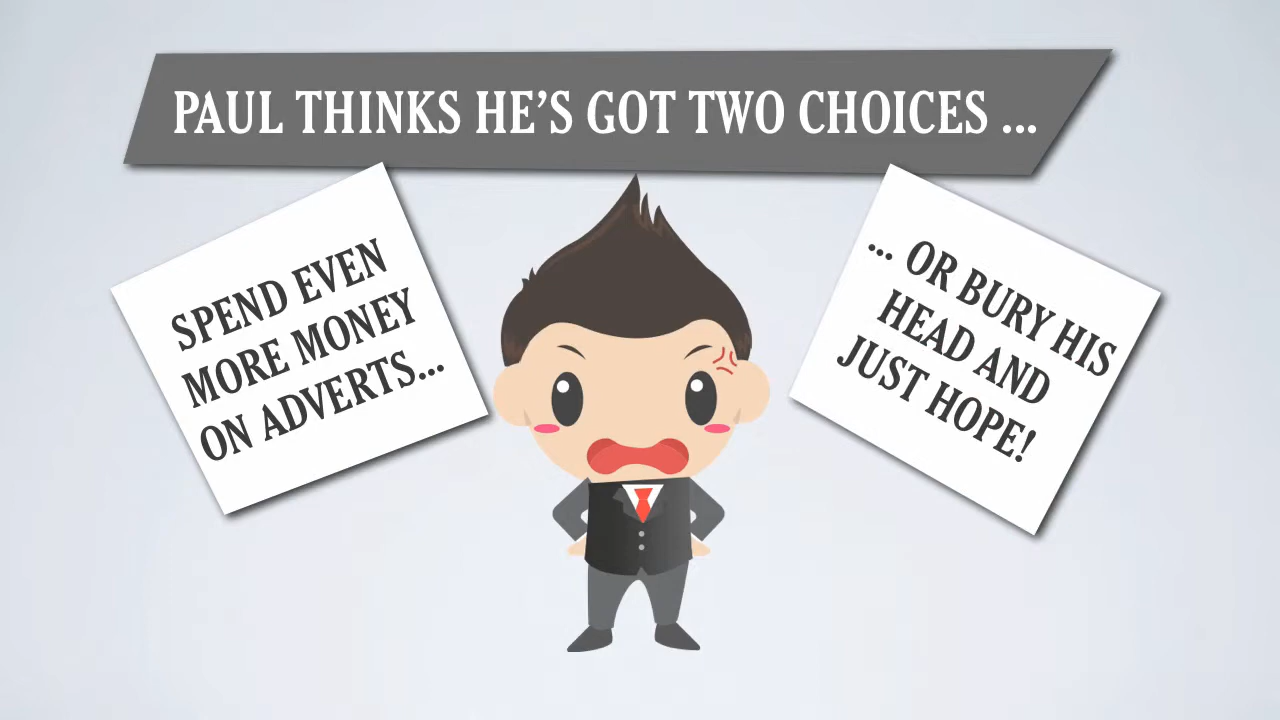 PAUL THINKS HE’S GOT TWO CHOICES ...
SPEND EVEN
MORE MONEY
ON ADVERTS...
... OR BURY HIS
HEAD AND
JUST HOPE!